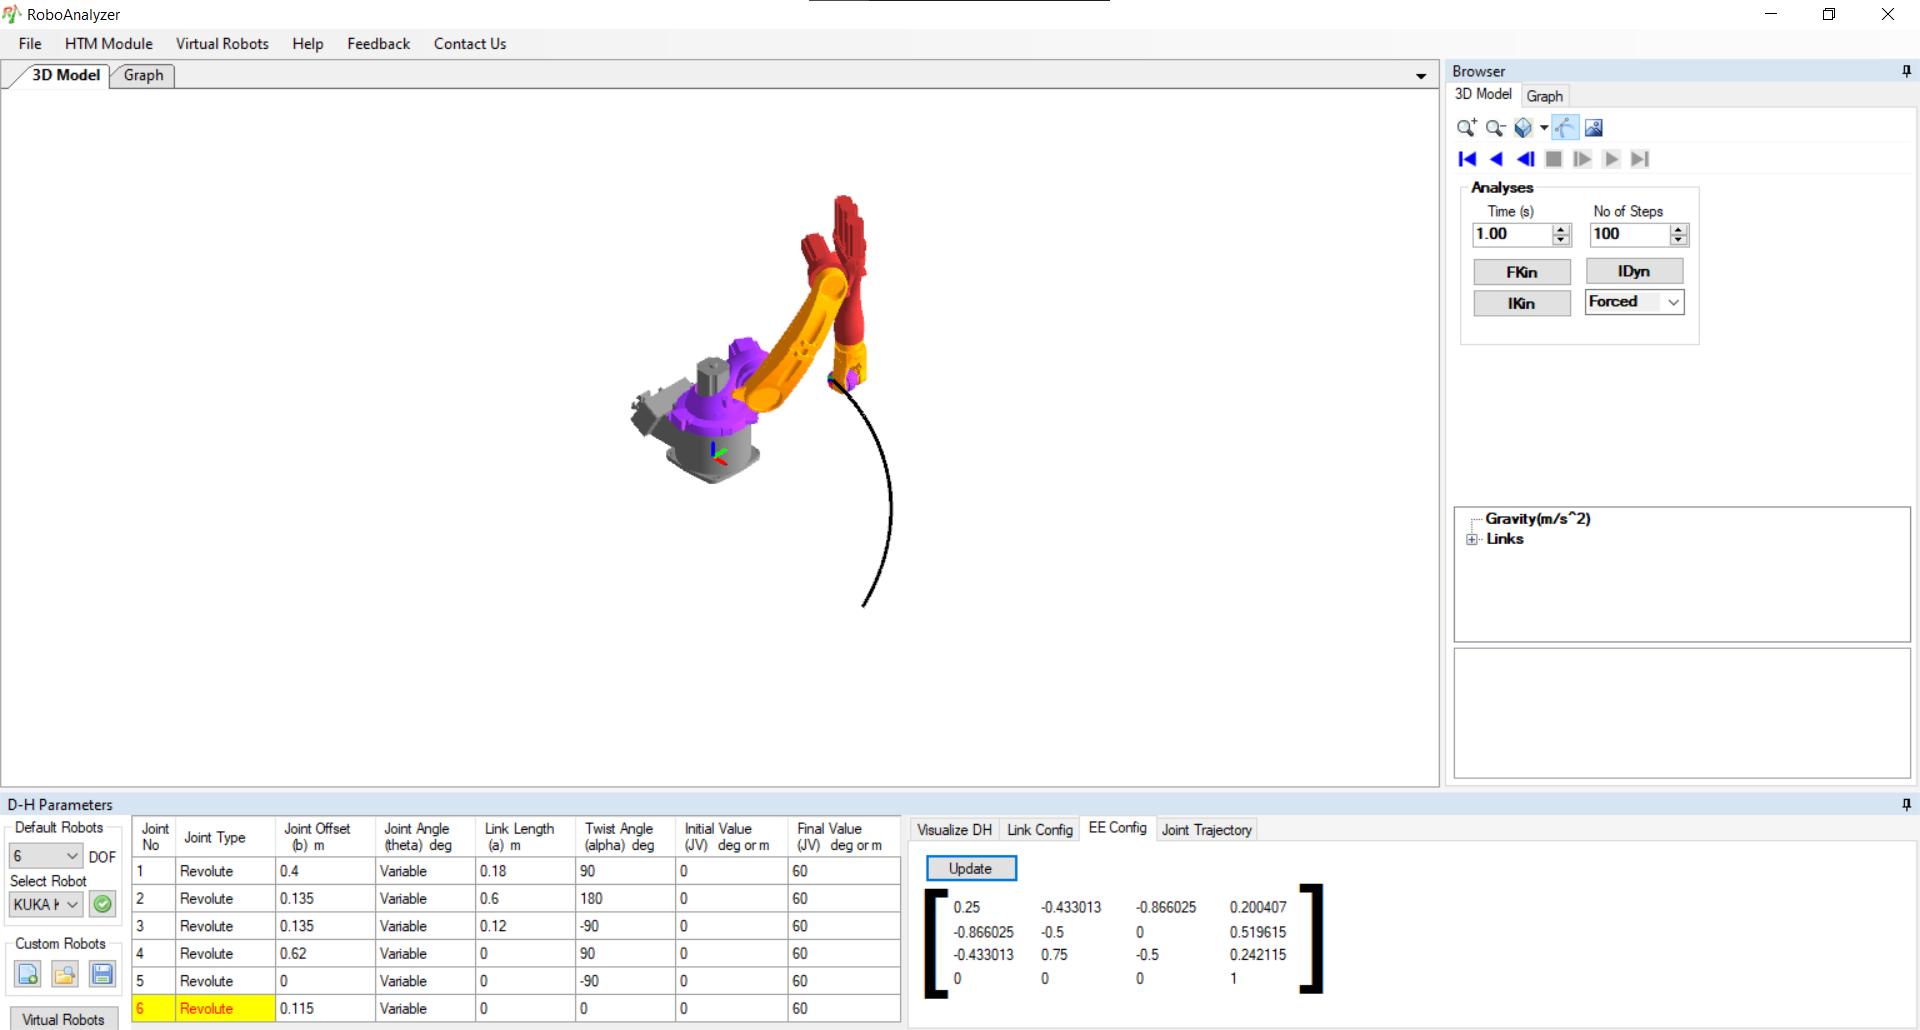 RoboAnalyzer
File HTM Module Virtual Robots Help Feedback Contact Us
3D Model Graph
Browser
3D Model Graph
Analyses
Time (s) No of Steps
1.00 100
FKin IDyn
IKin Forced
Gravity(m/s^2)
Links
D-H Parameters
Default Robots
6 DOF
Select Robot
KUKA
Custom Robots
Virtual Robots
Joint No Joint Type Joint Offset (b) m Joint Angle (theta) deg Link Length (a) m Twist Angle (alpha) deg Initial Value (JV) deg or m Final Value (JV) deg or m
1 Revolute 0.4 Variable 0.18 90 0 60
2 Revolute 0.135 Variable 0.6 180 0 60
3 Revolute 0.135 Variable 0.12 -90 0 60
4 Revolute 0.62 Variable 0 90 0 60
5 Revolute 0 Variable 0 -90 0 60
6 Revolute 0.115 Variable 0 0 0 60
Visualize DH Link Config EE Config Joint Trajectory
Update
0.25 -0.433013 -0.866025 0.200407
-0.866025 -0.5 0 0.519615
-0.433013 0.75 -0.5 0.242115
0 0 0 1